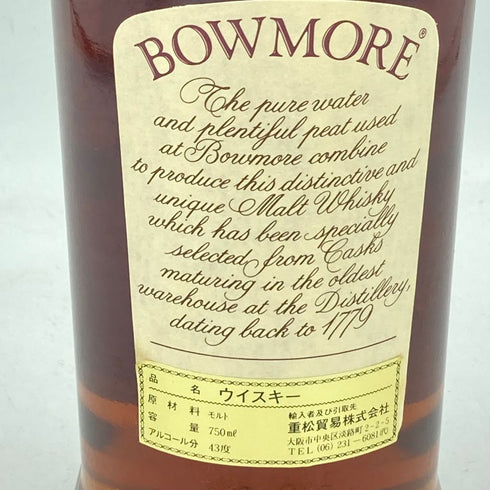 BOWMORE®
The pure water
and plentiful peat used
at Bowmore combine
to produce this distinctive and
unique Malt Whisky
which has been specially
selected from Casks
maturing in the oldest
warehouse at the Distillery,
dating back to 1779
品名 ウイスキー
原材料 モルト
容量 750mℓ
アルコール分 43度
輸入者及び引取先
重松貿易株式会社
大阪市中央区淡路町2-2-5
TEL (06) 231-6081㈹